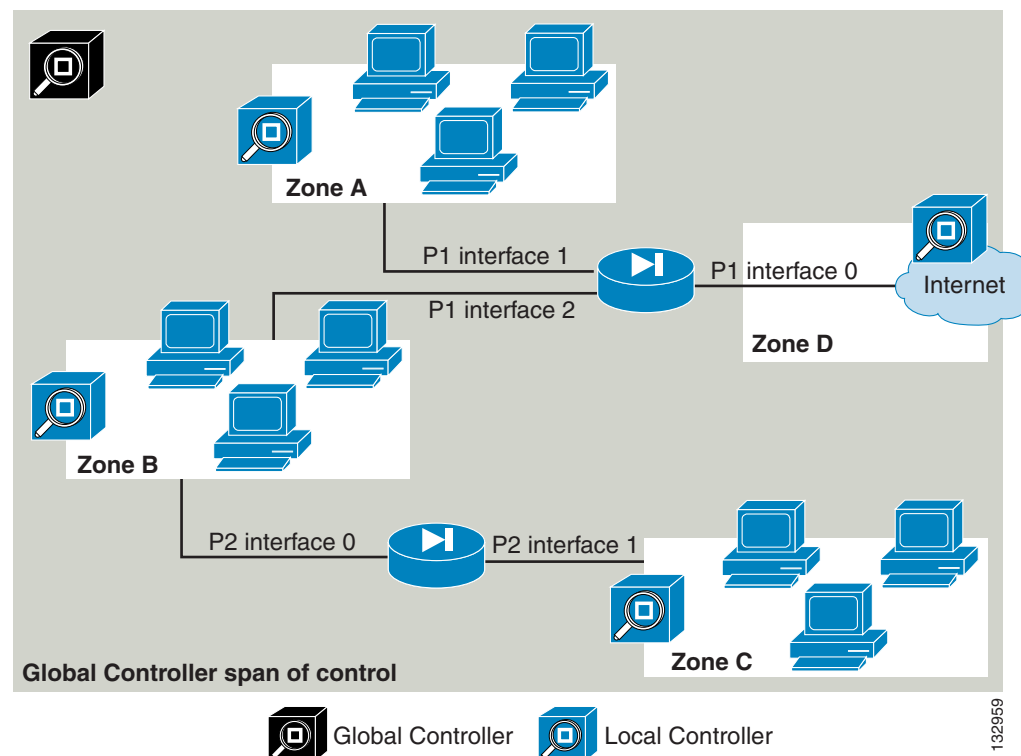 Zone A
P1 interface 1
P1 interface 0
Internet
P1 interface 2
Zone D
Zone B
P2 interface 0
P2 interface 1
Zone C
Global Controller span of control
Global Controller
Local Controller
132959